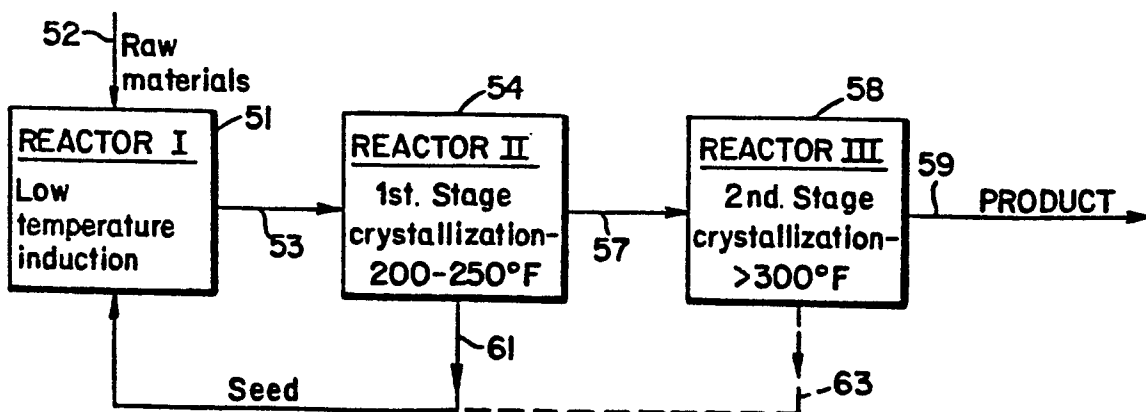 52
Raw
materials
51
REACTOR I
Low
temperature
induction
53
54
REACTOR II
1st. Stage
crystallization-
200-250°F
57
58
REACTOR III
2nd. Stage
crystallization-
>300°F
59
PRODUCT
61
Seed
63